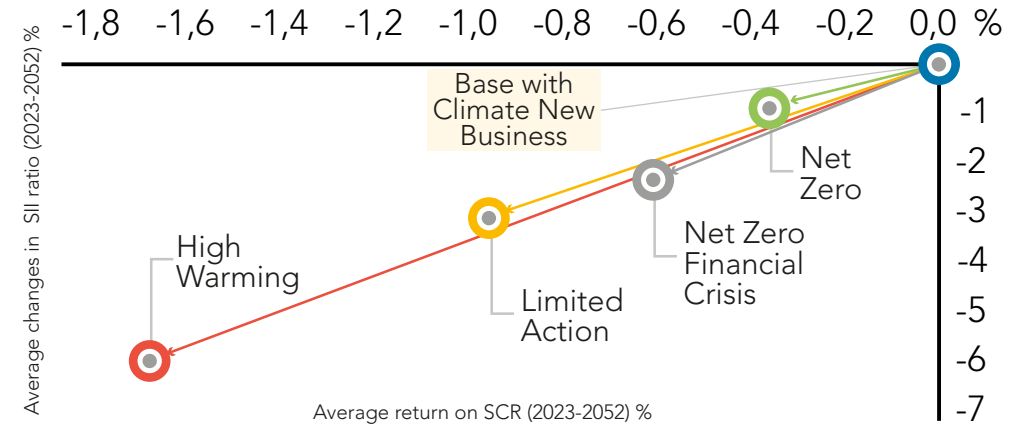 -1,8 -1,6 -1,4 -1,2 -1,0 -0,8 -0,6 -0,4 -0,2 0,0 %
Average changes in SII ratio (2023-2052) %
Base with
Climate New
Business
-1
-2
-3
-4
-5
-6
-7
Net
Zero
Net Zero
Financial
Crisis
High
Warming
Limited
Action
Average return on SCR (2023-2052) %